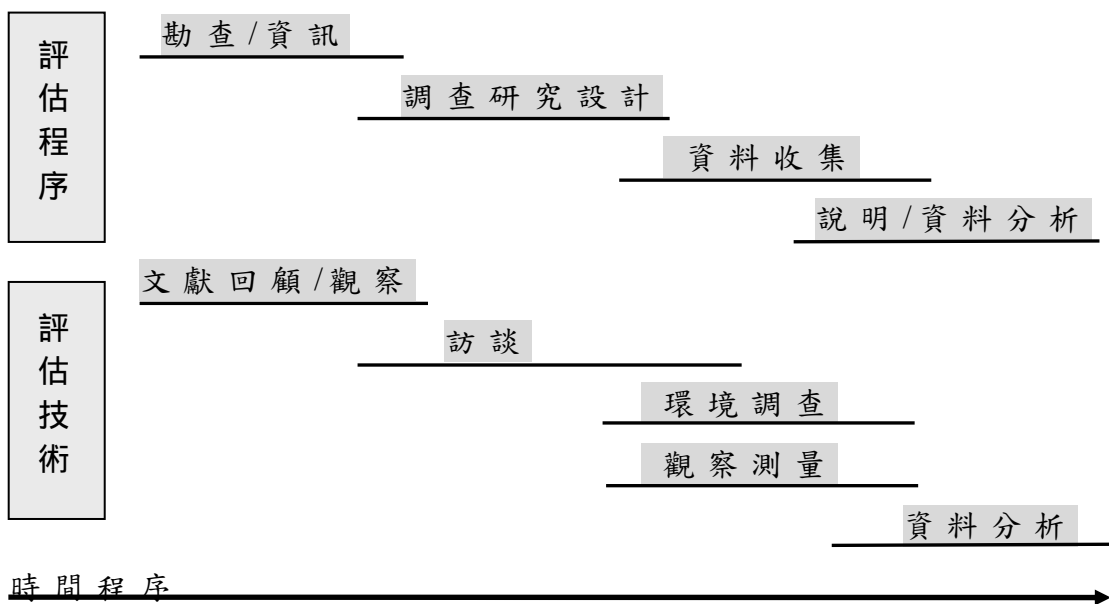 評估程序
勘查/資訊
調查研究設計
資料收集
說明/資料分析
評估技術
文獻回顧/觀察
訪談
環境調查
觀察測量
資料分析
時間程序